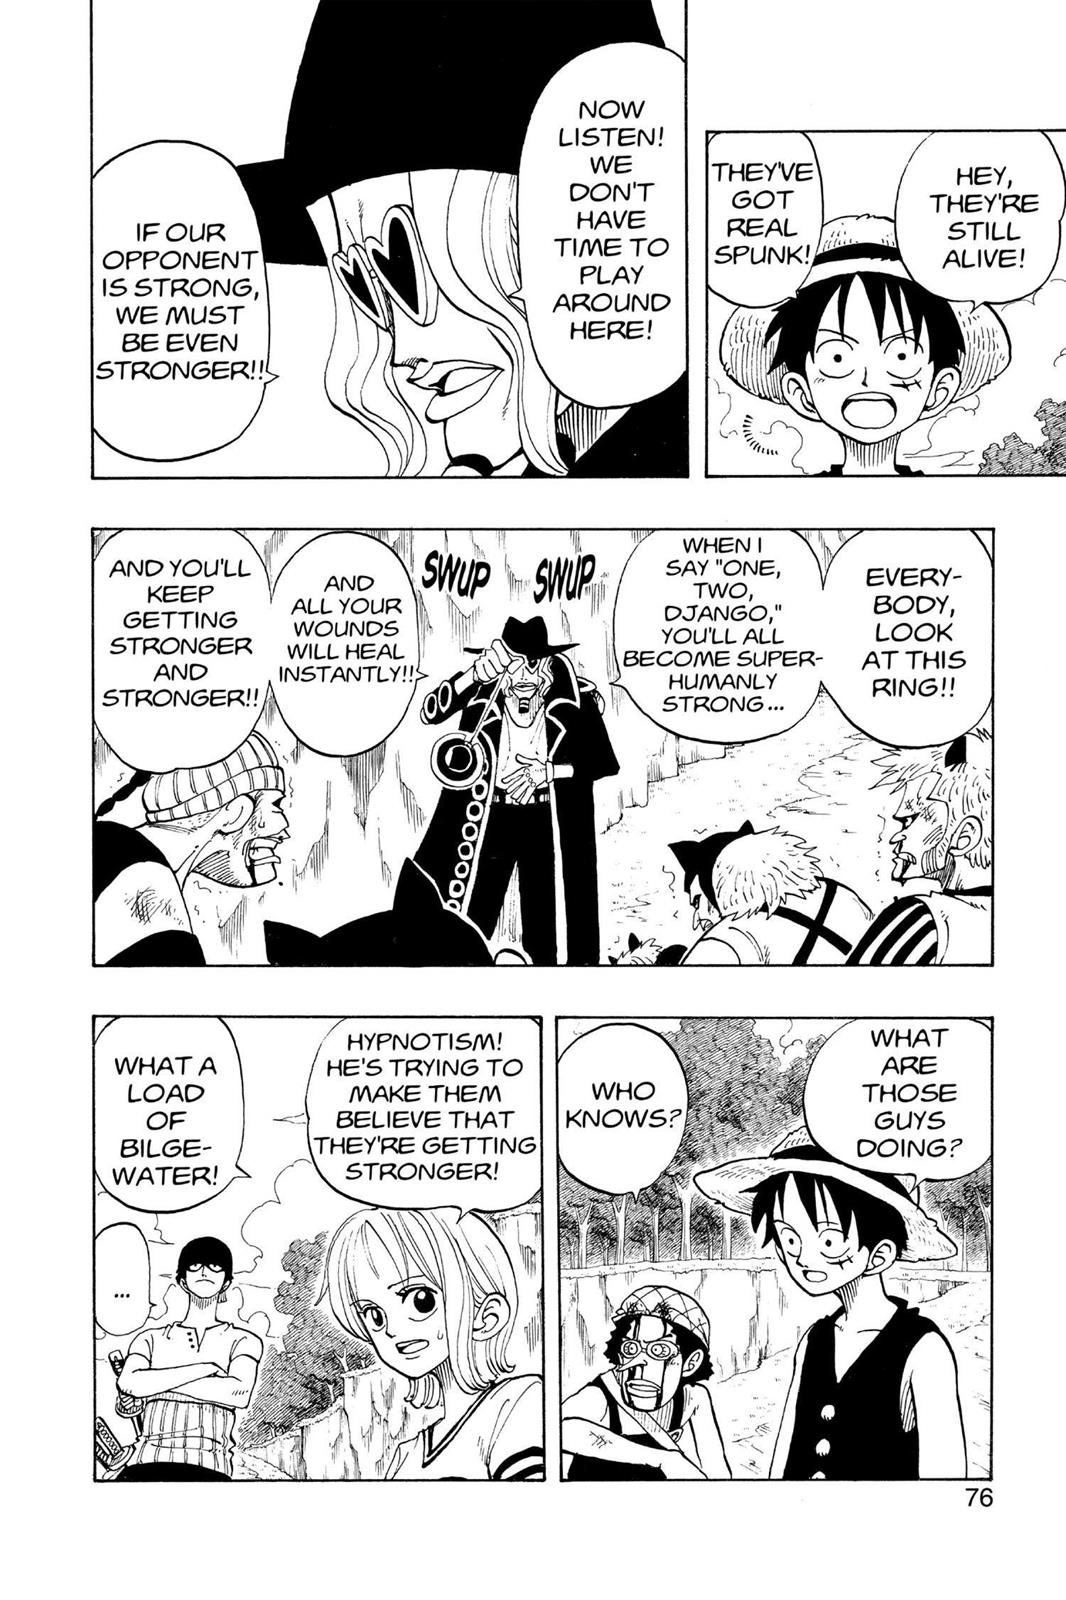 HEY,
THEY'RE
STILL
ALIVE!
THEY'VE
GOT
REAL
SPUNK!
NOW
LISTEN!
WE
DON'T
HAVE
TIME TO
PLAY
AROUND
HERE!
IF OUR
OPPONENT
IS STRONG,
WE MUST
BE EVEN
STRONGER!!
EVERY-
BODY,
LOOK
AT THIS
RING!!
WHEN I
SAY "ONE,
TWO,
DJANGO,"
YOU'LL ALL
BECOME SUPER-
HUMANLY
STRONG...
SWUP
SWUP
AND
ALL YOUR
WOUNDS
WILL HEAL
INSTANTLY!!
AND YOU'LL
KEEP
GETTING
STRONGER
AND
STRONGER!!
WHAT
ARE
THOSE
GUYS
DOING?
WHO
KNOWS?
HYPNOTISM!
HE'S TRYING TO
MAKE THEM
BELIEVE THAT
THEY'RE GETTING
STRONGER!
WHAT A
LOAD
OF
BILGE-
WATER!
...
76